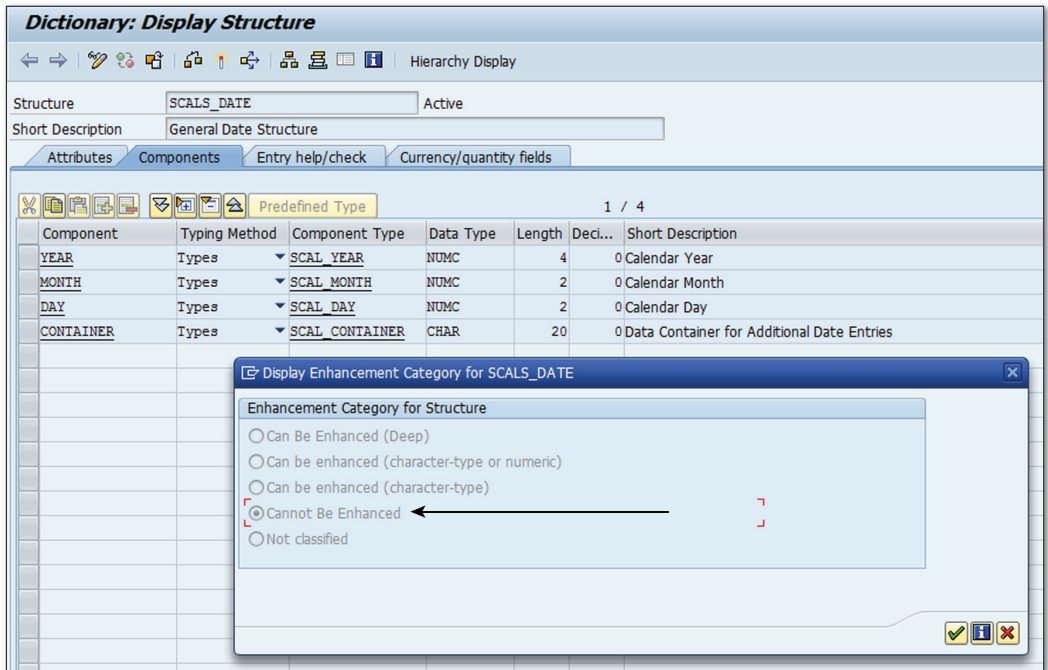 Dictionary: Display Structure
Hierarchy Display
Structure SCALS_DATE Active
Short Description General Date Structure
Attributes Components Entry help/check Currency/quantity fields
Predefined Type 1 / 4
Component Typing Method Component Type Data Type Length Deci... Short Description
YEAR Types SCAL_YEAR NUMC 4 0 Calendar Year
MONTH Types SCAL_MONTH NUMC 2 0 Calendar Month
DAY Types SCAL_DAY NUMC 2 0 Calendar Day
CONTAINER Types SCAL_CONTAINER CHAR 20 0 Data Container for Additional Date Entries
Display Enhancement Category for SCALS_DATE
Enhancement Category for Structure
Can Be Enhanced (Deep)
Can be enhanced (character-type or numeric)
Can be enhanced (character-type)
Cannot Be Enhanced
Not classified